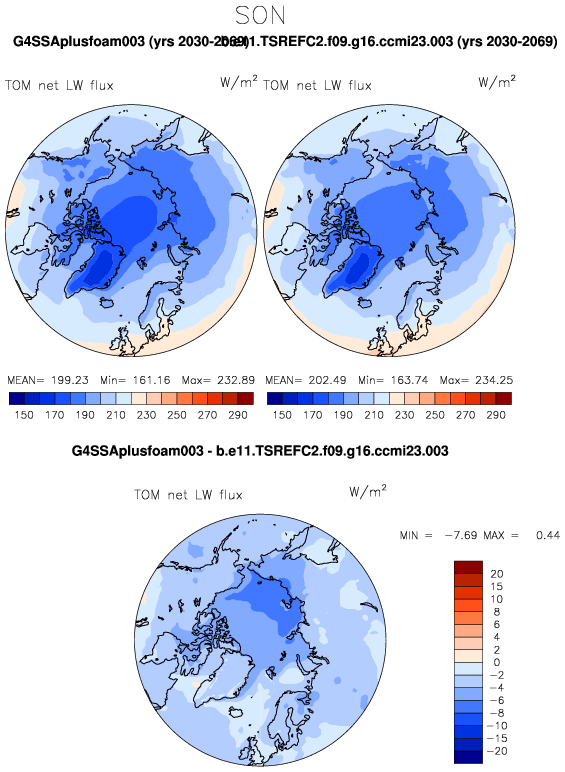 SON
G4SSAplusfoam003 (yrs 2030-2069) b.e11.TSREFC2.f09.g16.ccmi23.003 (yrs 2030-2069)
TOM net LW flux W/m² TOM net LW flux W/m²
MEAN= 199.23 Min= 161.16 Max= 232.89 MEAN= 202.49 Min= 163.74 Max= 234.25
150 170 190 210 230 250 270 290 150 170 190 210 230 250 270 290
G4SSAplusfoam003 - b.e11.TSREFC2.f09.g16.ccmi23.003
TOM net LW flux W/m²
MIN = -7.69 MAX = 0.44
20
15
10
8
6
4
2
0
-2
-4
-6
-8
-10
-15
-20